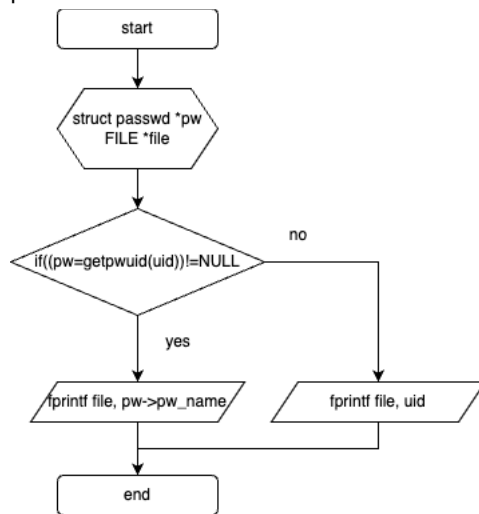 start
struct passwd *pw
FILE *file
no
if((pw=getpwuid(uid))!=NULL
yes
fprintf file, pw->pw_name
fprintf file, uid
end